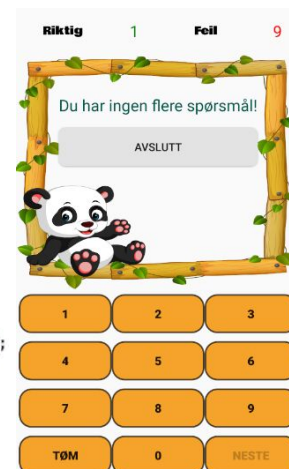 Riktig 1 Feil 9
Du har ingen flere spørsmål!
AVSLUTT
1 2 3
;
4 5 6
7 8 9
TØM 0 NESTE